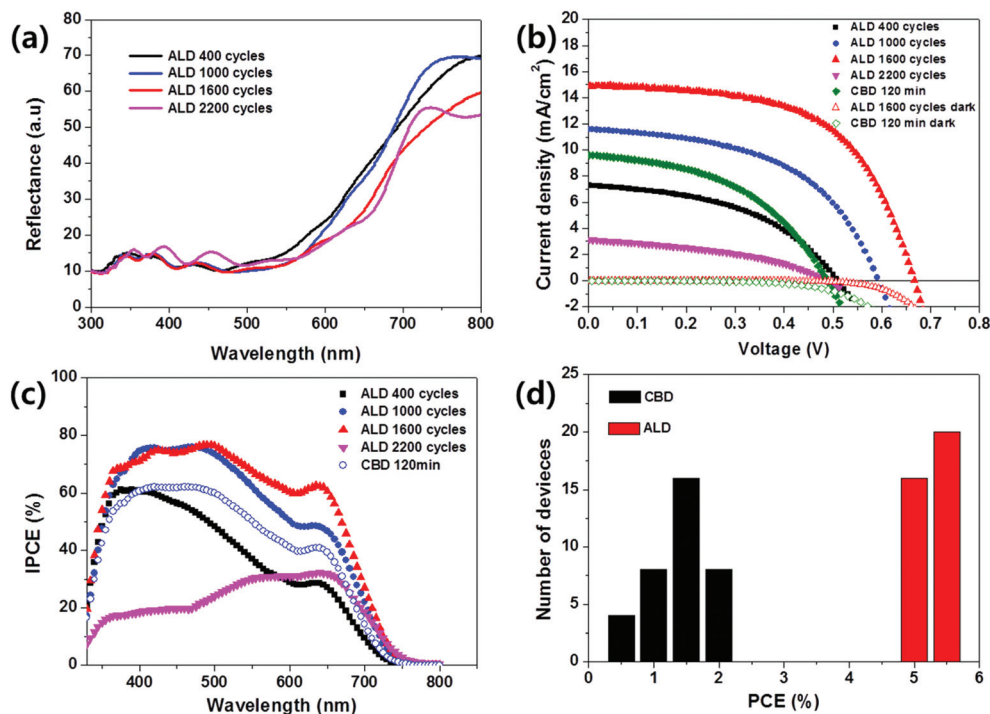 (a)
ALD 400 cycles
ALD 1000 cycles
ALD 1600 cycles
ALD 2200 cycles
Reflectance (a.u)
80
70
60
50
40
30
20
10
0
300 400 500 600 700 800
Wavelength (nm)
(b)
ALD 400 cycles
ALD 1000 cycles
ALD 1600 cycles
ALD 2200 cycles
CBD 120 min
ALD 1600 cycles dark
CBD 120 min dark
Current density (mA/cm²)
20
18
16
14
12
10
8
6
4
2
0
-2
0.0 0.1 0.2 0.3 0.4 0.5 0.6 0.7 0.8
Voltage (V)
(c)
ALD 400 cycles
ALD 1000 cycles
ALD 1600 cycles
ALD 2200 cycles
CBD 120min
IPCE (%)
100
80
60
40
20
0
400 500 600 700 800
Wavelength (nm)
(d)
CBD
ALD
Number of devieces
25
20
15
10
5
0
0 1 2 3 4 5 6
PCE (%)